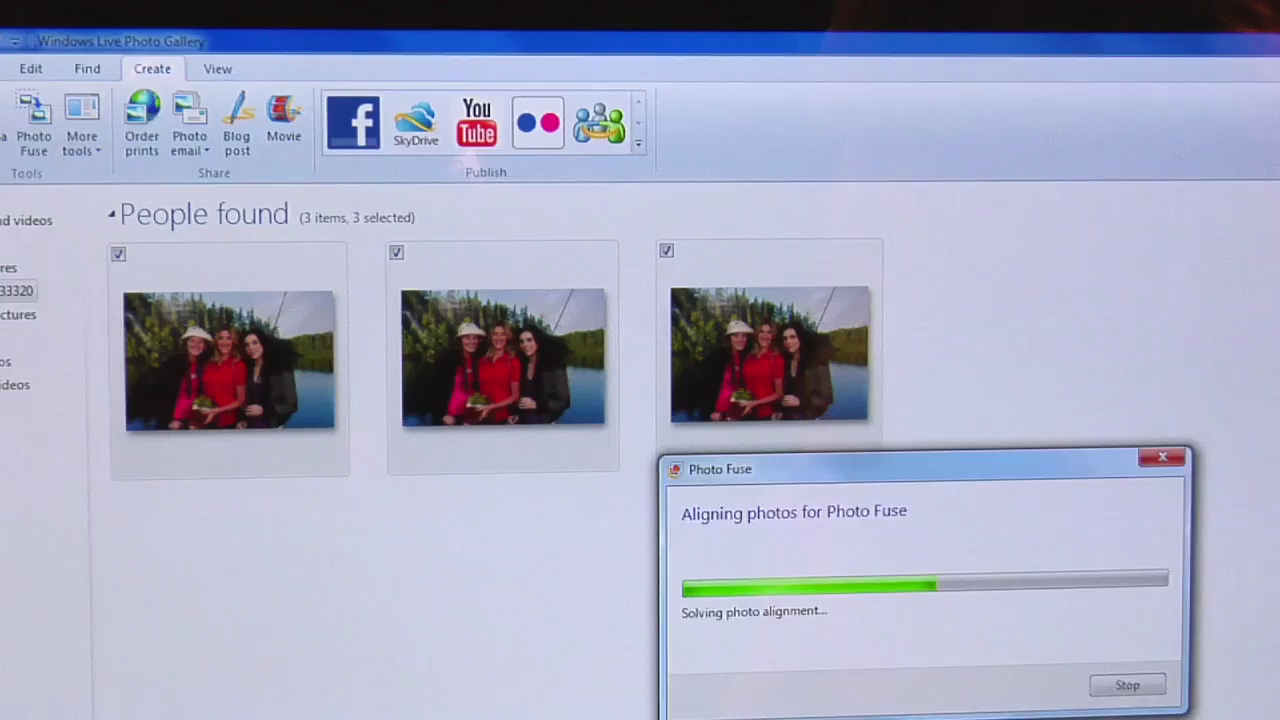 Windows Live Photo Gallery
Edit Find Create View
Photo Fuse
More tools
Order prints
Photo email
Blog post
Movie
f
SkyDrive
You Tube
Tools
Share
Publish
People found (3 items, 3 selected)
33320
Photo Fuse
Aligning photos for Photo Fuse
Solving photo alignment...
Stop